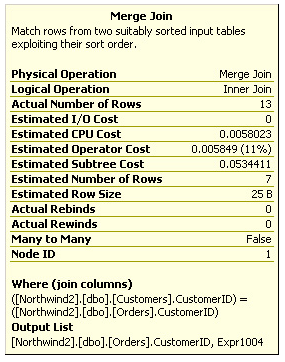 Merge Join
Match rows from two suitably sorted input tables
exploiting their sort order.
Physical Operation Merge Join
Logical Operation Inner Join
Actual Number of Rows 13
Estimated I/O Cost 0
Estimated CPU Cost 0.0058023
Estimated Operator Cost 0.005849 (11%)
Estimated Subtree Cost 0.0534411
Estimated Number of Rows 7
Estimated Row Size 25 B
Actual Rebinds 0
Actual Rewinds 0
Many to Many False
Node ID 1
Where (join columns)
([Northwind2].[dbo].[Customers].CustomerID) =
([Northwind2].[dbo].[Orders].CustomerID)
Output List
[Northwind2].[dbo].[Orders].CustomerID, Expr1004